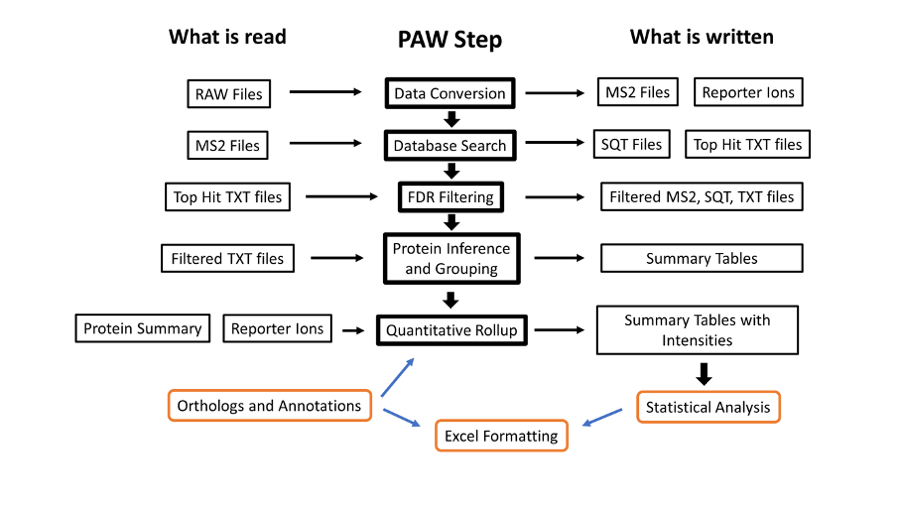 What is read
PAW Step
What is written
RAW Files
Data Conversion
MS2 Files
Reporter Ions
MS2 Files
Database Search
SQT Files
Top Hit TXT files
Top Hit TXT files
FDR Filtering
Filtered MS2, SQT, TXT files
Filtered TXT files
Protein Inference
and Grouping
Summary Tables
Protein Summary
Reporter Ions
Quantitative Rollup
Summary Tables with
Intensities
Orthologs and Annotations
Statistical Analysis
Excel Formatting